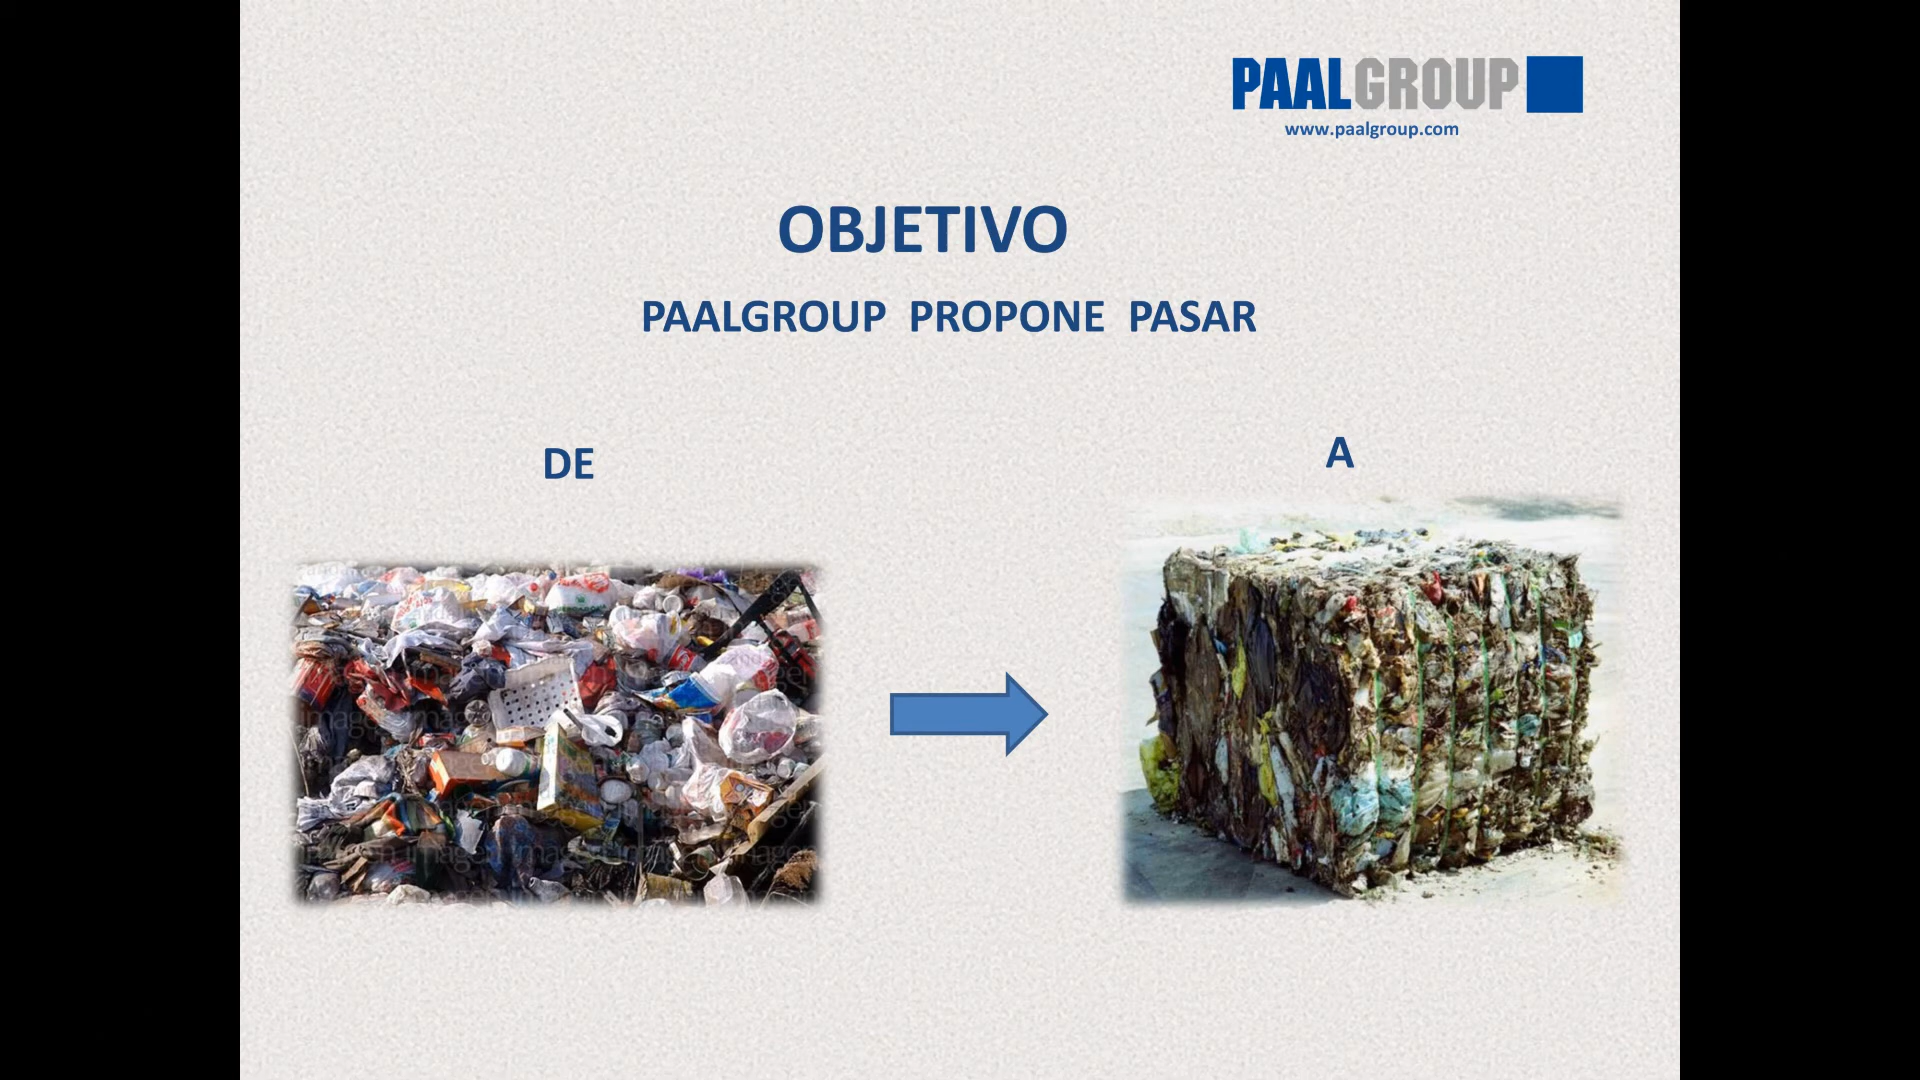 PAALGROUP
www.paalgroup.com
OBJETIVO
PAALGROUP PROPONE PASAR
DE
A